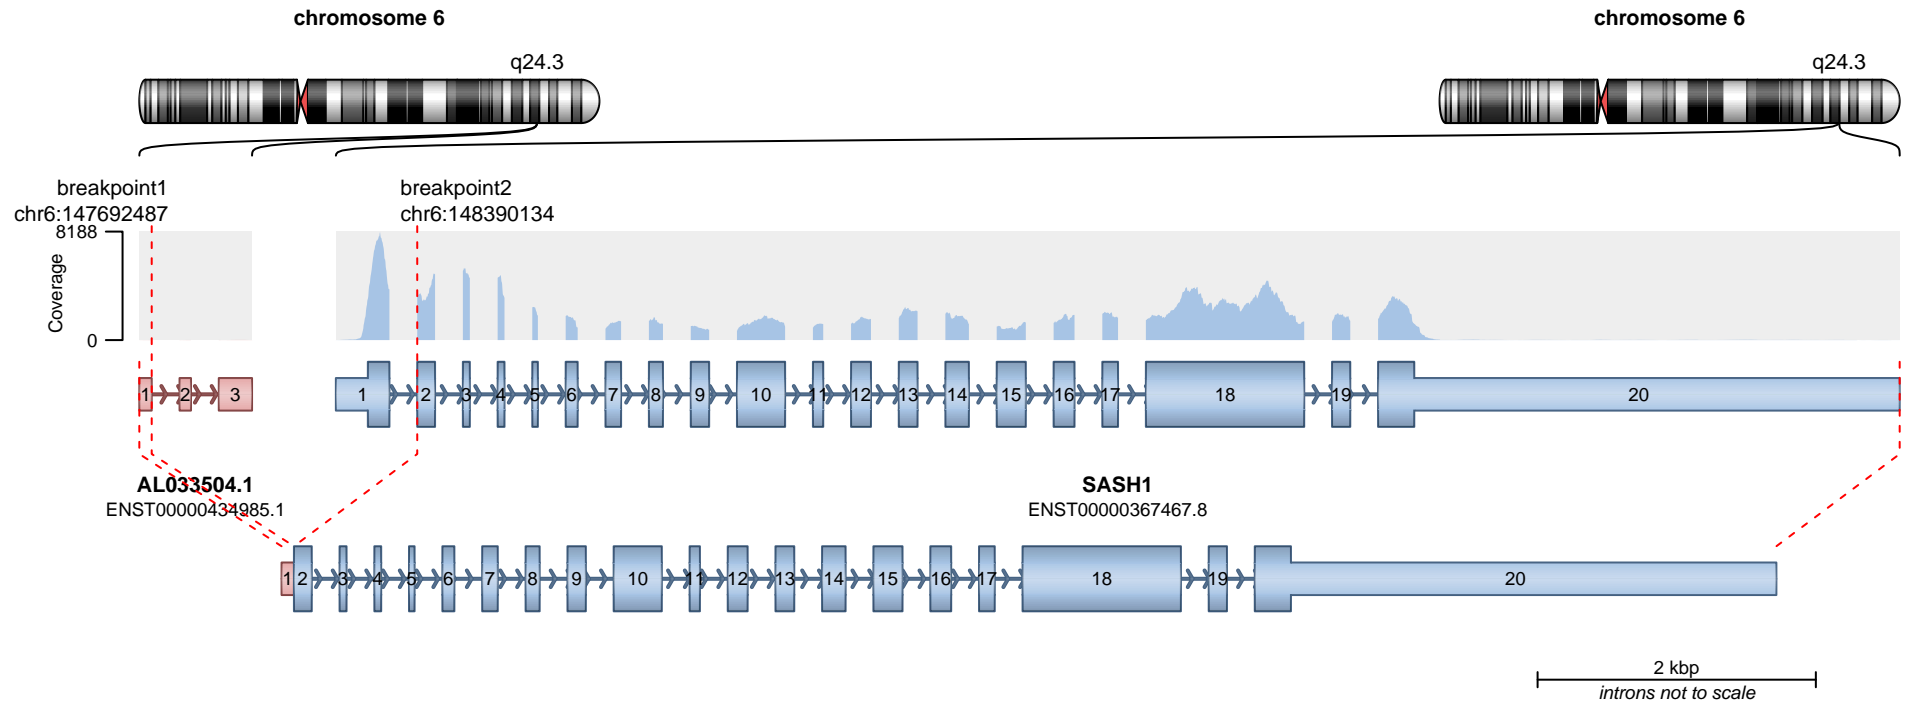 chromosome 6
chromosome 6
q24.3
q24.3
breakpoint1
chr6:147692487
breakpoint2
chr6:148390134
8188
Coverage
0
1 2 3
1 2 3 4 5 6 7 8 9 10 11 12 13 14 15 16 17 18 19 20
AL033504.1
ENST00000434985.1
SASH1
ENST00000367467.8
1 2 3 4 5 6 7 8 9 10 11 12 13 14 15 16 17 18 19 20
2 kbp
introns not to scale